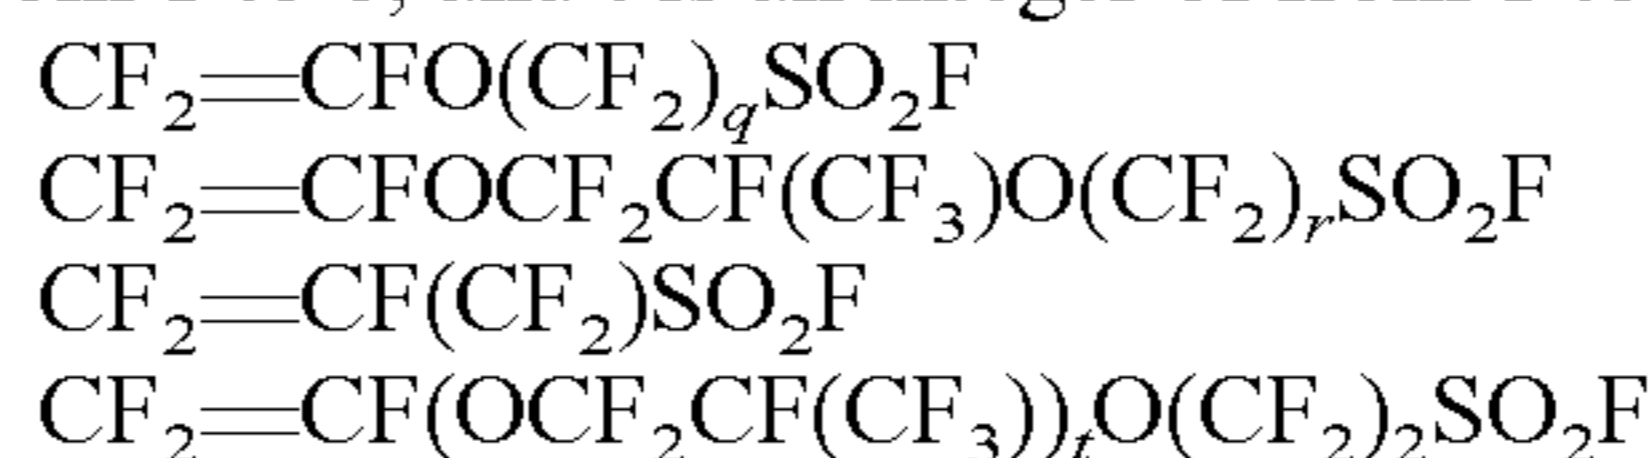 CF₂═CFO(CF₂)qSO₂F
CF₂═CFOCF₂CF(CF₃)O(CF₂)rSO₂F
CF₂═CF(CF₂)SO₂F
CF₂═CF(OCF₂CF(CF₃))tO(CF₂)₂SO₂F